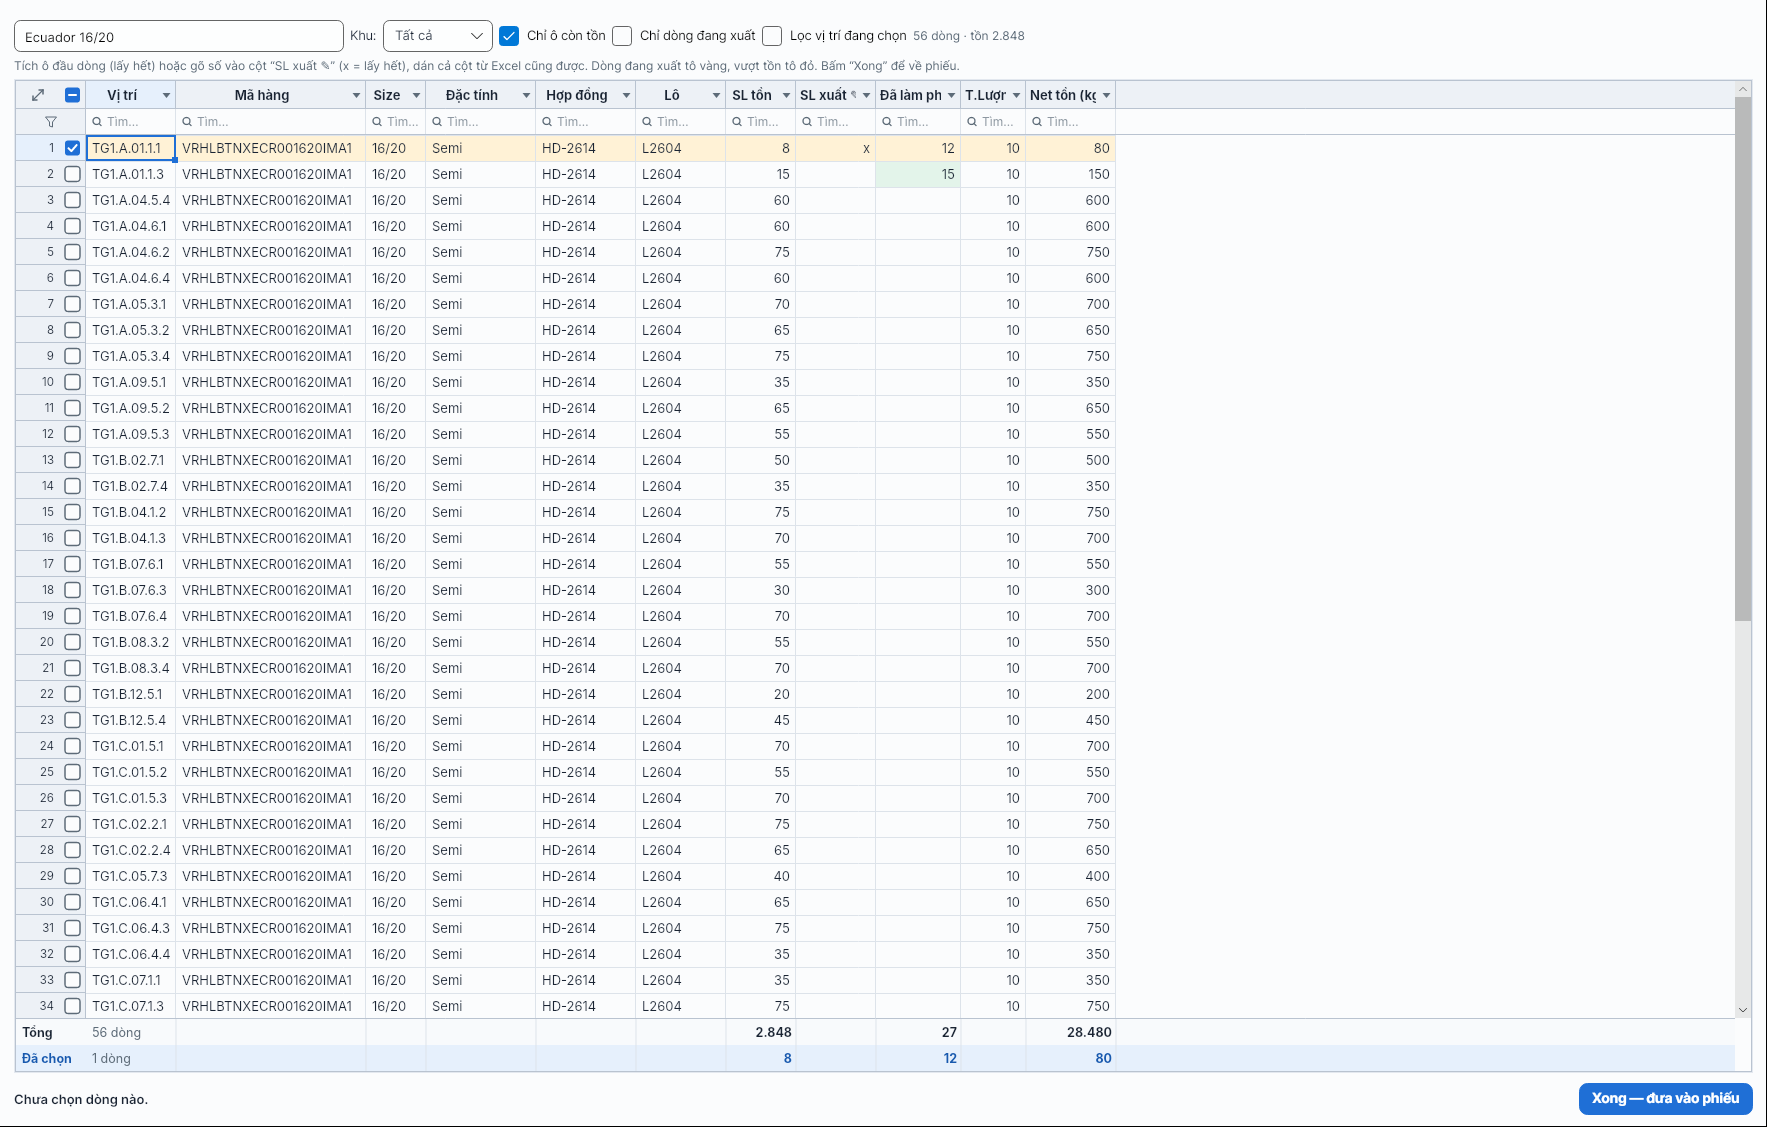 Ecuador 16/20 Khu: Tất cả Chỉ ô còn tồn Chỉ dòng đang xuất Lọc vị trí đang chọn 56 dòng · tồn 2.848
Tích ô đầu dòng (lấy hết) hoặc gõ số vào cột “SL xuất ✎” (x = lấy hết), dán cả cột từ Excel cũng được. Dòng đang xuất tô vàng, vượt tồn tô đỏ. Bấm “Xong” để về phiếu.
Vị trí Mã hàng Size Đặc tính Hợp đồng Lô SL tồn SL xuất Đã làm ph T.Lượr Net tồn (kg
Tìm... Tìm... Tìm... Tìm... Tìm... Tìm... Tìm... Tìm... Tìm... Tìm... Tìm...
1 TG1.A.01.1.1 VRHLBTNXECR001620IMA1 16/20 Semi HD-2614 L2604 8 x 12 10 80
2 TG1.A.01.1.3 VRHLBTNXECR001620IMA1 16/20 Semi HD-2614 L2604 15 15 10 150
3 TG1.A.04.5.4 VRHLBTNXECR001620IMA1 16/20 Semi HD-2614 L2604 60 10 600
4 TG1.A.04.6.1 VRHLBTNXECR001620IMA1 16/20 Semi HD-2614 L2604 60 10 600
5 TG1.A.04.6.2 VRHLBTNXECR001620IMA1 16/20 Semi HD-2614 L2604 75 10 750
6 TG1.A.04.6.4 VRHLBTNXECR001620IMA1 16/20 Semi HD-2614 L2604 60 10 600
7 TG1.A.05.3.1 VRHLBTNXECR001620IMA1 16/20 Semi HD-2614 L2604 70 10 700
8 TG1.A.05.3.2 VRHLBTNXECR001620IMA1 16/20 Semi HD-2614 L2604 65 10 650
9 TG1.A.05.3.4 VRHLBTNXECR001620IMA1 16/20 Semi HD-2614 L2604 75 10 750
10 TG1.A.09.5.1 VRHLBTNXECR001620IMA1 16/20 Semi HD-2614 L2604 35 10 350
11 TG1.A.09.5.2 VRHLBTNXECR001620IMA1 16/20 Semi HD-2614 L2604 65 10 650
12 TG1.A.09.5.3 VRHLBTNXECR001620IMA1 16/20 Semi HD-2614 L2604 55 10 550
13 TG1.B.02.7.1 VRHLBTNXECR001620IMA1 16/20 Semi HD-2614 L2604 50 10 500
14 TG1.B.02.7.4 VRHLBTNXECR001620IMA1 16/20 Semi HD-2614 L2604 35 10 350
15 TG1.B.04.1.2 VRHLBTNXECR001620IMA1 16/20 Semi HD-2614 L2604 75 10 750
16 TG1.B.04.1.3 VRHLBTNXECR001620IMA1 16/20 Semi HD-2614 L2604 70 10 700
17 TG1.B.07.6.1 VRHLBTNXECR001620IMA1 16/20 Semi HD-2614 L2604 55 10 550
18 TG1.B.07.6.3 VRHLBTNXECR001620IMA1 16/20 Semi HD-2614 L2604 30 10 300
19 TG1.B.07.6.4 VRHLBTNXECR001620IMA1 16/20 Semi HD-2614 L2604 70 10 700
20 TG1.B.08.3.2 VRHLBTNXECR001620IMA1 16/20 Semi HD-2614 L2604 55 10 550
21 TG1.B.08.3.4 VRHLBTNXECR001620IMA1 16/20 Semi HD-2614 L2604 70 10 700
22 TG1.B.12.5.1 VRHLBTNXECR001620IMA1 16/20 Semi HD-2614 L2604 20 10 200
23 TG1.B.12.5.4 VRHLBTNXECR001620IMA1 16/20 Semi HD-2614 L2604 45 10 450
24 TG1.C.01.5.1 VRHLBTNXECR001620IMA1 16/20 Semi HD-2614 L2604 70 10 700
25 TG1.C.01.5.2 VRHLBTNXECR001620IMA1 16/20 Semi HD-2614 L2604 55 10 550
26 TG1.C.01.5.3 VRHLBTNXECR001620IMA1 16/20 Semi HD-2614 L2604 70 10 700
27 TG1.C.02.2.1 VRHLBTNXECR001620IMA1 16/20 Semi HD-2614 L2604 75 10 750
28 TG1.C.02.2.4 VRHLBTNXECR001620IMA1 16/20 Semi HD-2614 L2604 65 10 650
29 TG1.C.05.7.3 VRHLBTNXECR001620IMA1 16/20 Semi HD-2614 L2604 40 10 400
30 TG1.C.06.4.1 VRHLBTNXECR001620IMA1 16/20 Semi HD-2614 L2604 65 10 650
31 TG1.C.06.4.3 VRHLBTNXECR001620IMA1 16/20 Semi HD-2614 L2604 75 10 750
32 TG1.C.06.4.4 VRHLBTNXECR001620IMA1 16/20 Semi HD-2614 L2604 35 10 350
33 TG1.C.07.1.1 VRHLBTNXECR001620IMA1 16/20 Semi HD-2614 L2604 35 10 350
34 TG1.C.07.1.3 VRHLBTNXECR001620IMA1 16/20 Semi HD-2614 L2604 75 10 750
Tổng 56 dòng 2.848 27 28.480
Đã chọn 1 dòng 8 12 80
Chưa chọn dòng nào. Xong — đưa vào phiếu